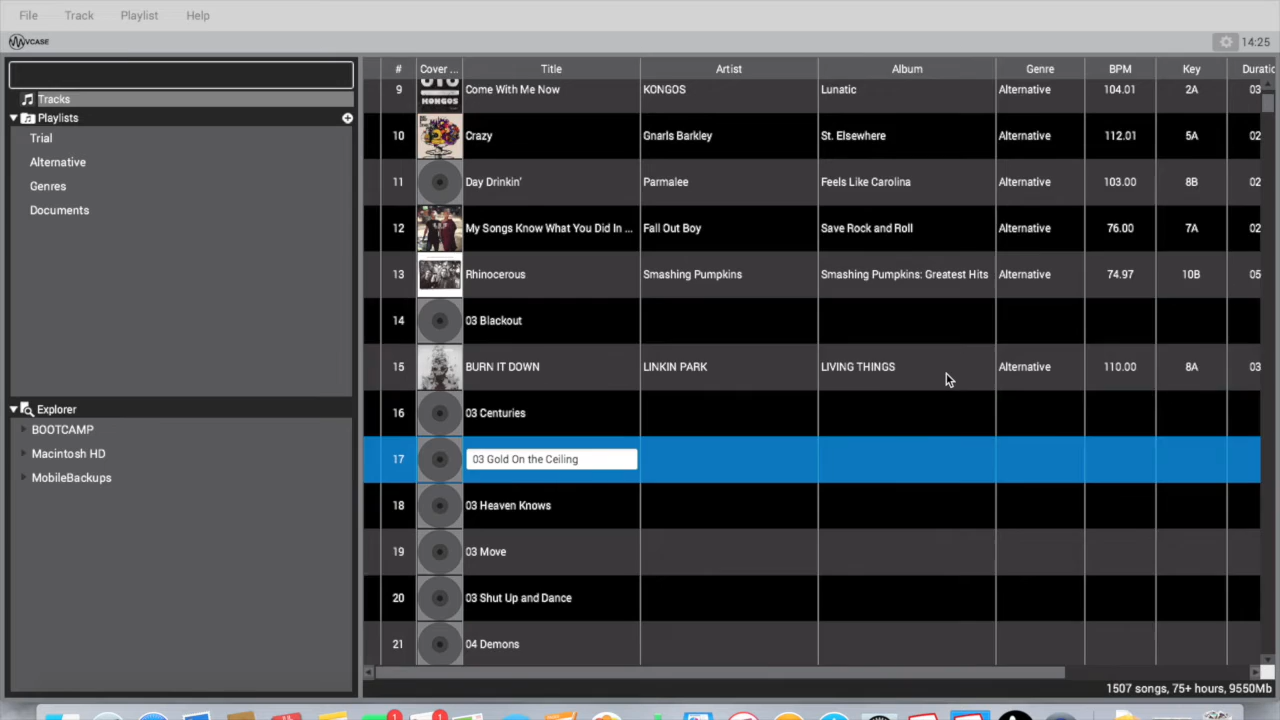 File Track Playlist Help
VCASE 14:25
# Cover ... Title Artist Album Genre BPM Key Duratio
Tracks
Playlists
Trial
Alternative
Genres
Documents
Explorer
BOOTCAMP
Macintosh HD
MobileBackups
KONGOS
9 Come With Me Now KONGOS Lunatic Alternative 104.01 2A 03
10 Crazy Gnarls Barkley St. Elsewhere Alternative 112.01 5A 02
11 Day Drinkin' Parmalee Feels Like Carolina Alternative 103.00 8B 02
12 My Songs Know What You Did In ... Fall Out Boy Save Rock and Roll Alternative 76.00 7A 02
13 Rhinocerous Smashing Pumpkins Smashing Pumpkins: Greatest Hits Alternative 74.97 10B 05
14 03 Blackout
15 BURN IT DOWN LINKIN PARK LIVING THINGS Alternative 110.00 8A 03
16 03 Centuries
17 03 Gold On the Ceiling
18 03 Heaven Knows
19 03 Move
20 03 Shut Up and Dance
21 04 Demons
1507 songs, 75+ hours, 9550Mb
1 1